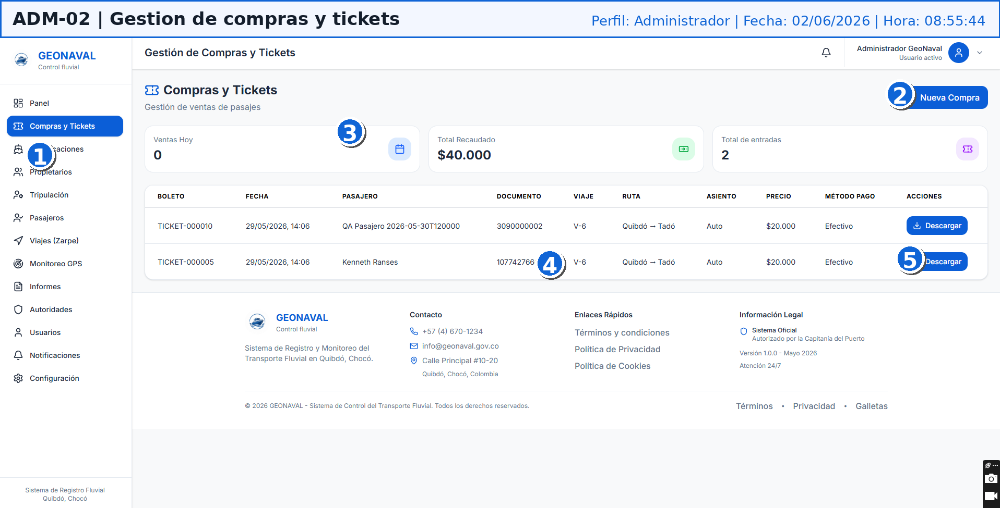 ADM-02 | Gestion de compras y tickets
Perfil: Administrador | Fecha: 02/06/2026 | Hora: 08:55:44
GEONAVAL
Control fluvial
Gestión de Compras y Tickets
Administrador GeoNaval
Usuario activo
Panel
Compras y Tickets
caciones
Propietarios
Tripulación
Pasajeros
Viajes (Zarpe)
Monitoreo GPS
Informes
Autoridades
Usuarios
Notificaciones
Configuración
Sistema de Registro Fluvial
Quibdó, Chocó
1
Compras y Tickets
Gestión de ventas de pasajes
2 Nueva Compra
Ventas Hoy
0
3
Total Recaudado
$40.000
Total de entradas
2
BOLETO FECHA PASAJERO DOCUMENTO VIAJE RUTA ASIENTO PRECIO MÉTODO PAGO ACCIONES
TICKET-000010 29/05/2026, 14:06 QA Pasajero 2026-05-30T120000 3090000002 V-6 Quibdó → Tadó Auto $20.000 Efectivo Descargar
TICKET-000005 29/05/2026, 14:06 Kenneth Ranses 107742766 4 V-6 Quibdó → Tadó Auto $20.000 Efectivo 5 Descargar
GEONAVAL
Control fluvial
Sistema de Registro y Monitoreo del
Transporte Fluvial en Quibdó, Chocó.
Contacto
+57 (4) 670-1234
info@geonaval.gov.co
Calle Principal #10-20
Quibdó, Chocó, Colombia
Enlaces Rápidos
Términos y condiciones
Política de Privacidad
Política de Cookies
Información Legal
Sistema Oficial
Autorizado por la Capitanía del Puerto
Versión 1.0.0 - Mayo 2026
Atención 24/7
© 2026 GEONAVAL - Sistema de Control del Transporte Fluvial. Todos los derechos reservados.
Términos • Privacidad • Galletas